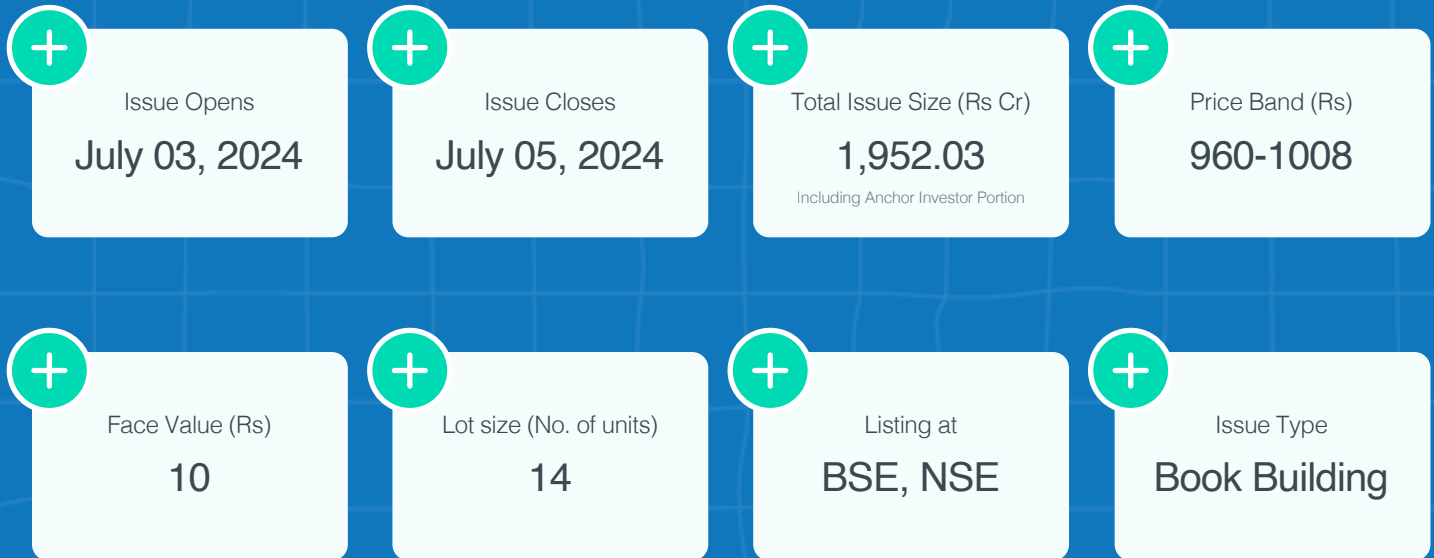 Issue Opens
July 03, 2024
Issue Closes
July 05, 2024
Total Issue Size (Rs Cr)
1,952.03
Including Anchor Investor Portion
Price Band (Rs)
960-1008
Face Value (Rs)
10
Lot size (No. of units)
14
Listing at
BSE, NSE
Issue Type
Book Building